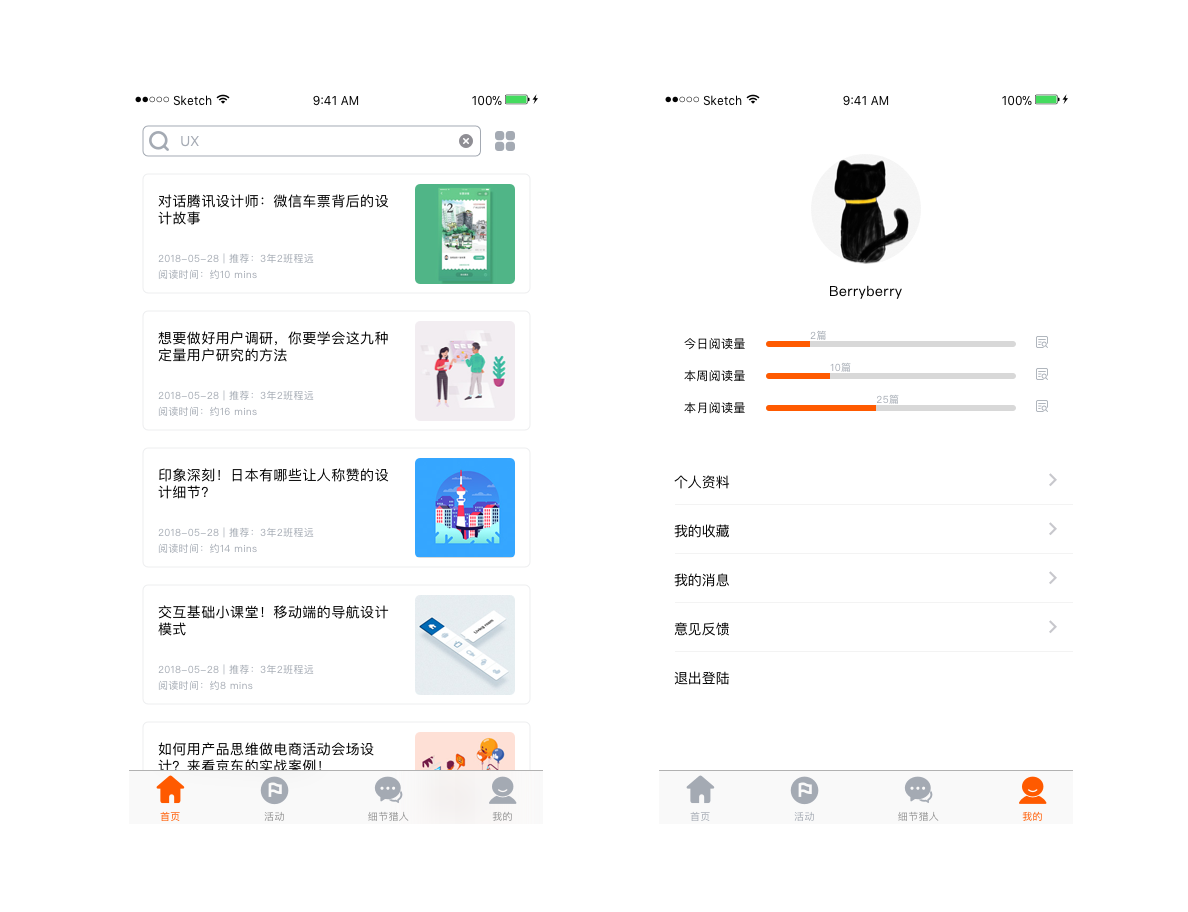 Sketch
9:41 AM
100%
UX
对话腾讯设计师：微信车票背后的设
计故事
2018-05-28 | 推荐：3年2班程远
阅读时间：约10 mins
想要做好用户调研，你要学会这九种
定量用户研究的方法
2018-05-28 | 推荐：3年2班程远
阅读时间：约16 mins
印象深刻！日本有哪些让人称赞的设
计细节？
2018-05-28 | 推荐：3年2班程远
阅读时间：约14 mins
交互基础小课堂！移动端的导航设计
模式
2018-05-28 | 推荐：3年2班程远
阅读时间：约8 mins
Living room
如何用产品思维做电商活动会场设
计？来看京东的实战案例！
首页
活动
细节猎人
我的
Sketch
9:41 AM
100%
Berryberry
今日阅读量
2篇
本周阅读量
10篇
本月阅读量
25篇
个人资料
我的收藏
我的消息
意见反馈
退出登陆
首页
活动
细节猎人
我的